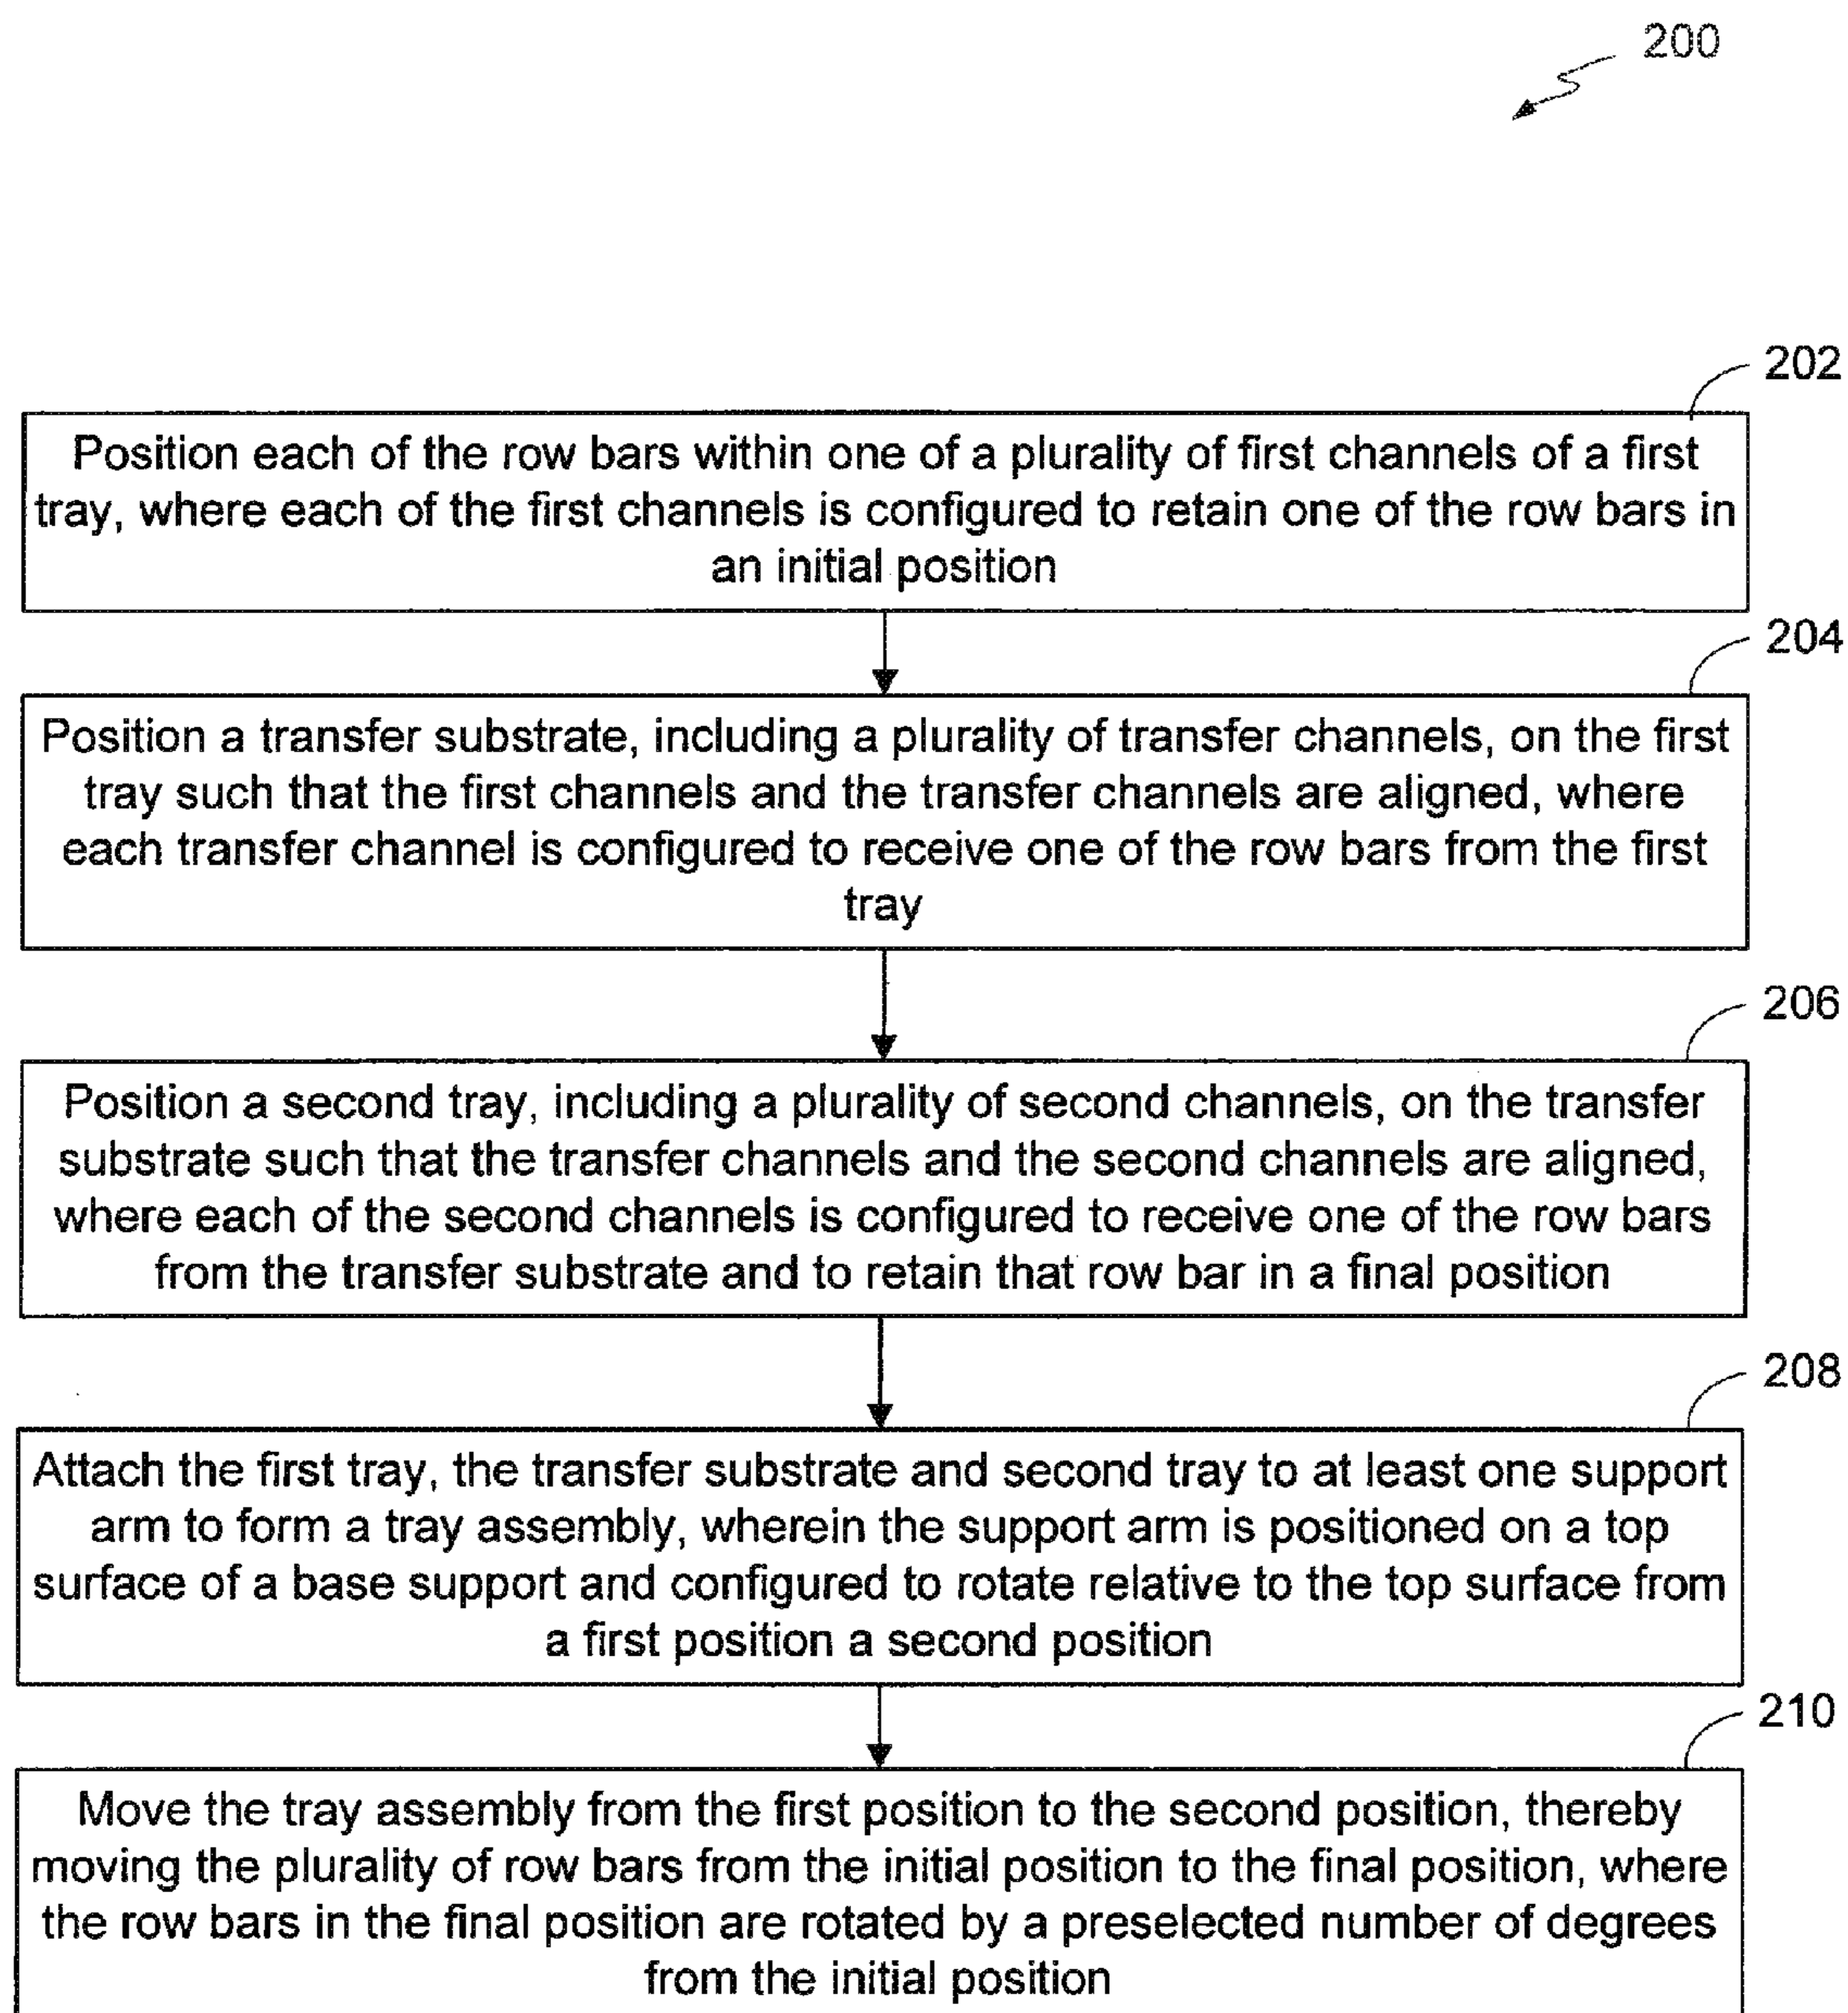 200
202
Position each of the row bars within one of a plurality of first channels of a first
tray, where each of the first channels is configured to retain one of the row bars in
an initial position
204
Position a transfer substrate, including a plurality of transfer channels, on the first
tray such that the first channels and the transfer channels are aligned, where
each transfer channel is configured to receive one of the row bars from the first
tray
206
Position a second tray, including a plurality of second channels, on the transfer
substrate such that the transfer channels and the second channels are aligned,
where each of the second channels is configured to receive one of the row bars
from the transfer substrate and to retain that row bar in a final position
208
Attach the first tray, the transfer substrate and second tray to at least one support
arm to form a tray assembly, wherein the support arm is positioned on a top
surface of a base support and configured to rotate relative to the top surface from
a first position a second position
210
Move the tray assembly from the first position to the second position, thereby
moving the plurality of row bars from the initial position to the final position, where
the row bars in the final position are rotated by a preselected number of degrees
from the initial position